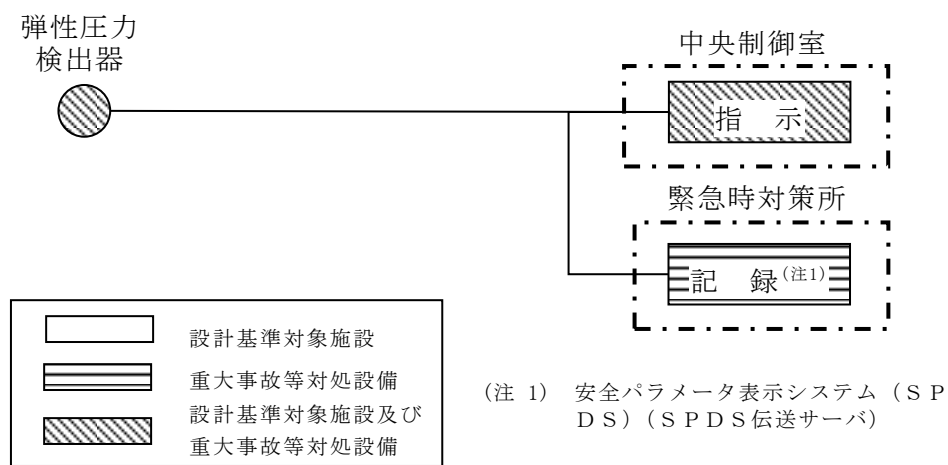 弾性圧力
検出器
中央制御室
指　示
緊急時対策所
記　録(注1)
設計基準対象施設
重大事故等対処設備
設計基準対象施設及び
重大事故等対処設備
(注 1)　安全パラメータ表示システム（ＳＰ
ＤＳ）（ＳＰＤＳ伝送サーバ）